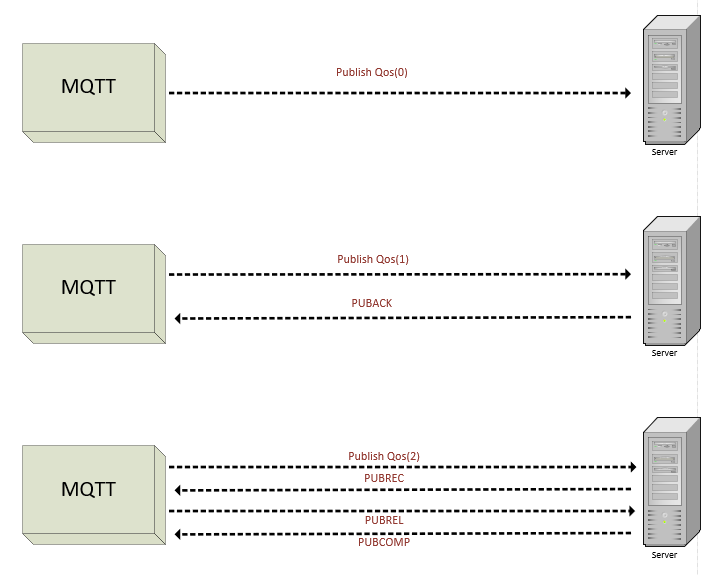 MQTT
Publish Qos(0)
Server
MQTT
Publish Qos(1)
PUBACK
Server
MQTT
Publish Qos(2)
PUBREC
PUBREL
PUBCOMP
Server